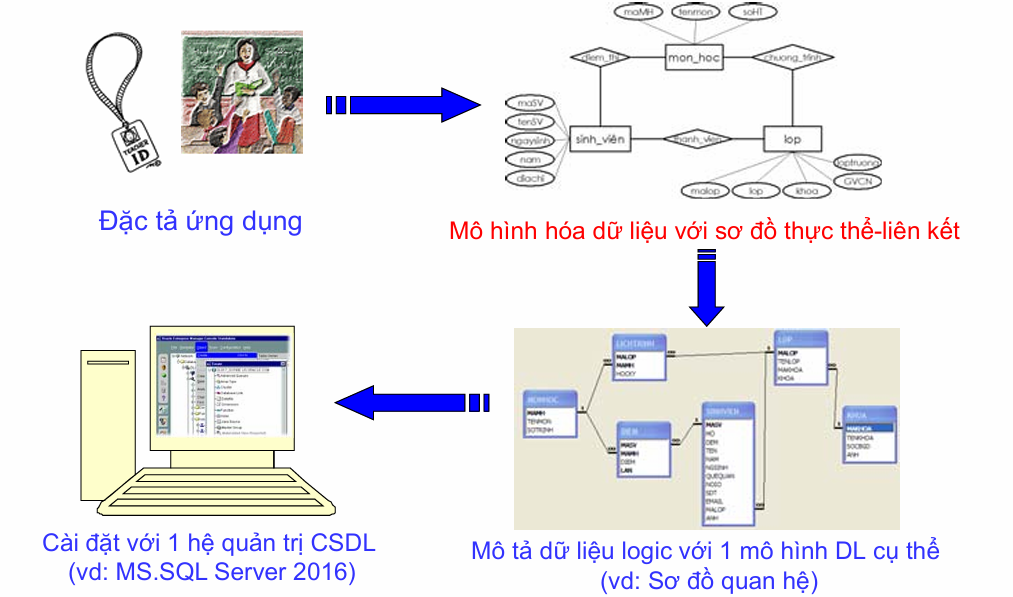 maMH
tenmon
soHT
diem_thi
mon_hoc
chuong_trinh
maSV
tenSV
ngaysinh
nam
diachi
sinh_viên
thanh_vien
lop
loptruong
GVCN
malop
lop
khoa
TEACHER
ID
Đặc tả ứng dụng
Mô hình hóa dữ liệu với sơ đồ thực thể-liên kết
LICHTRINH
MALOP
MAMH
HOCKY
LOP
MALOP
TENLOP
MAKHOA
KHOA
MONHOC
MAMH
TENMON
SOTRINH
DIEM
MASV
MAMH
DIEM
LAN
SINHVIEN
MASV
HO
DEM
TEN
NAM
NGSINH
QUEQUAN
NOIO
SDT
EMAIL
MALOP
ANH
KHOA
MAKHOA
TENKHOA
SOCBGD
ANH
Cài đặt với 1 hệ quản trị CSDL
(vd: MS.SQL Server 2016)
Mô tả dữ liệu logic với 1 mô hình DL cụ thể
(vd: Sơ đồ quan hệ)